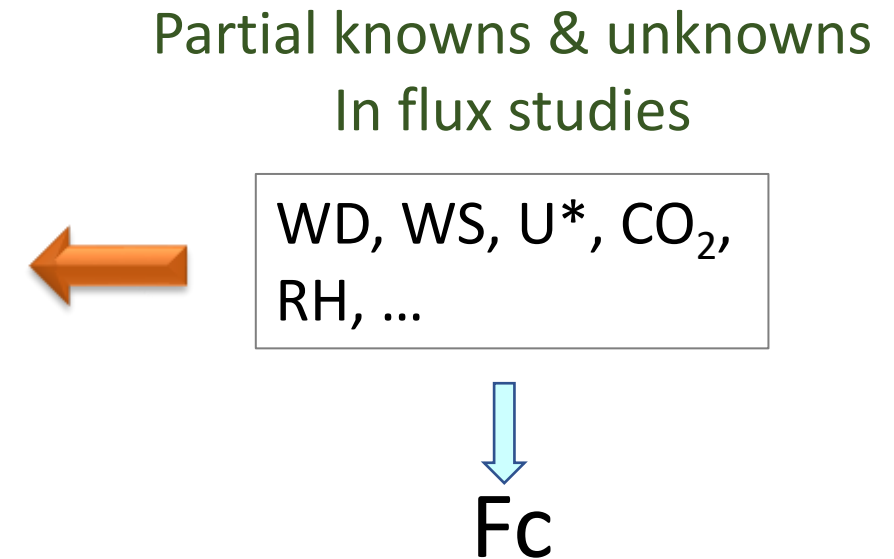 Partial knowns & unknowns
In flux studies
WD, WS, U*, CO₂,
RH, ...
Fc